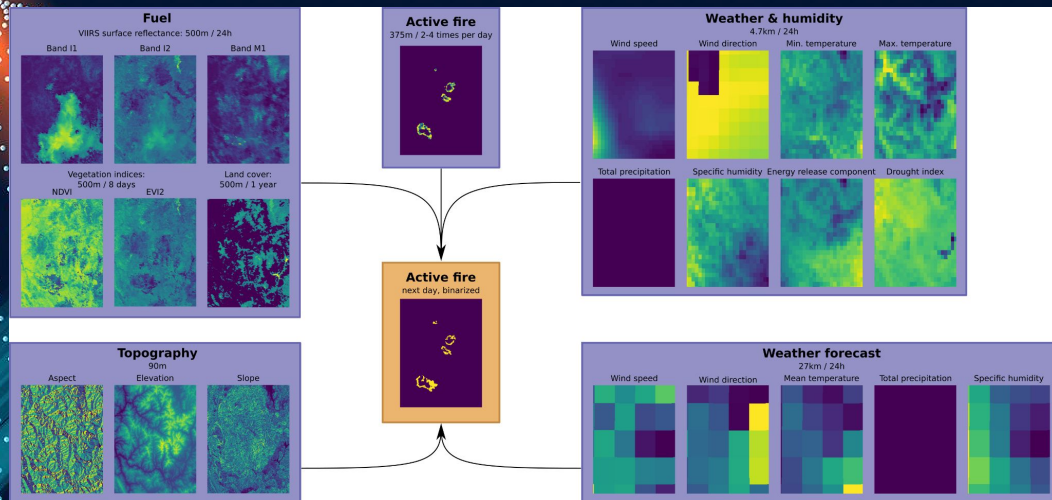 Fuel
VIIRS surface reflectance: 500m / 24h
Band I1
Band I2
Band M1
Vegetation indices:
500m / 8 days
Land cover:
500m / 1 year
NDVI
EVI2
Active fire
375m / 2-4 times per day
Weather & humidity
4.7km / 24h
Wind speed
Wind direction
Min. temperature
Max. temperature
Total precipitation
Specific humidity
Energy release component
Drought index
Active fire
next day, binarized
Topography
90m
Aspect
Elevation
Slope
Weather forecast
27km / 24h
Wind speed
Wind direction
Mean temperature
Total precipitation
Specific humidity